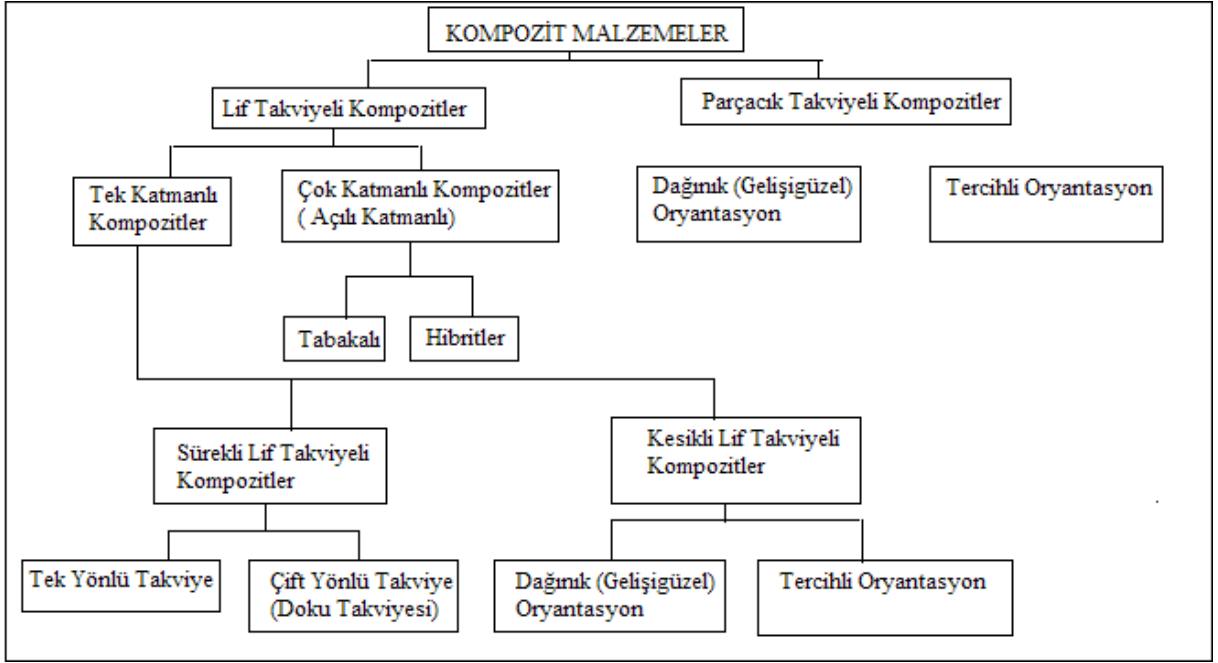 KOMPOZİT MALZEMELER
Lif Takviyeli Kompozitler
Parçacık Takviyeli Kompozitler
Tek Katmanlı
Kompozitler
Çok Katmanlı Kompozitler
( Açılı Katmanlı)
Dağınık (Gelişigüzel)
Oryantasyon
Tercihli Oryantasyon
Tabakalı
Hibritler
Sürekli Lif Takviyeli
Kompozitler
Kesikli Lif Takviyeli
Kompozitler
Tek Yönlü Takviye
Çift Yönlü Takviye
(Doku Takviyesi)
Dağınık (Gelişigüzel)
Oryantasyon
Tercihli Oryantasyon